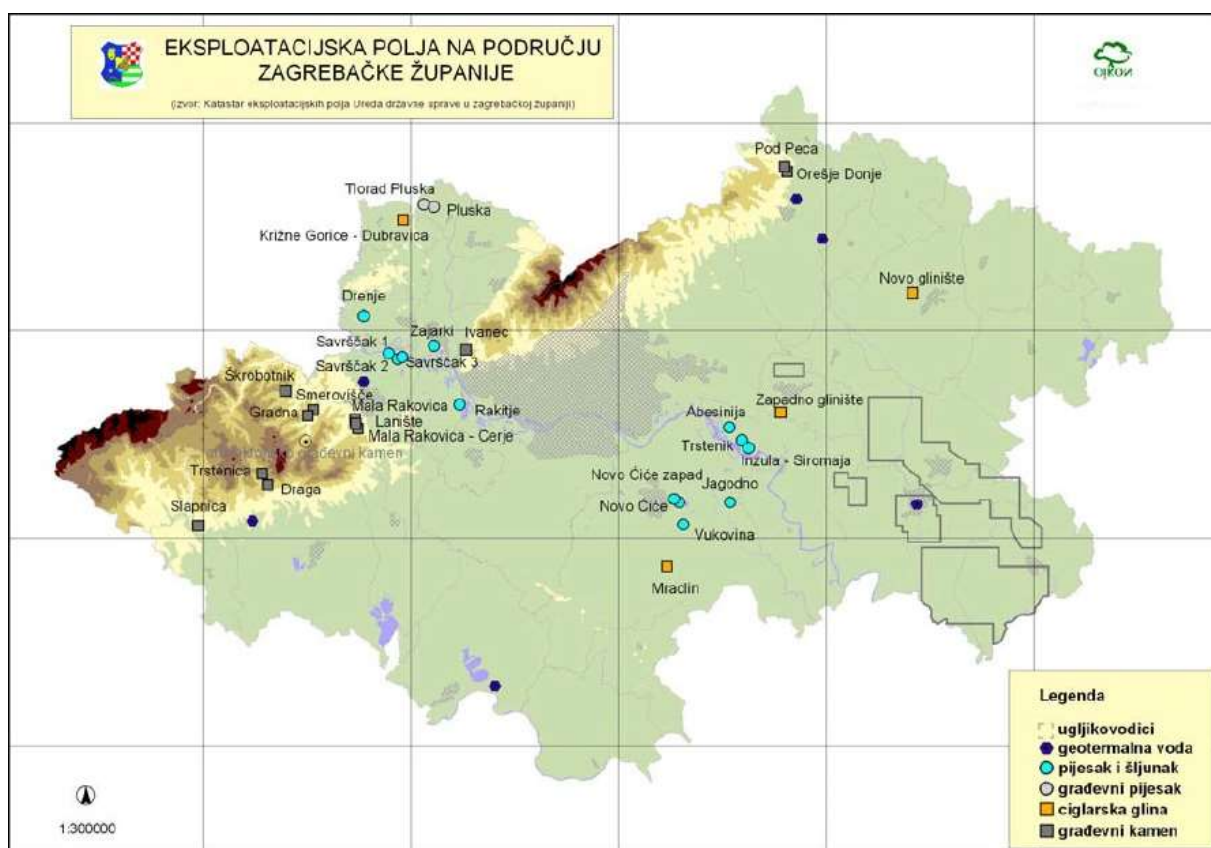 EKSPLOATACIJSKA POLJA NA PODRUČJU
ZAGREBAČKE ŽUPANIJE
(izvor: Katastar eksploatacijskih polja Ureda državne uprave u zagrebačkoj županiji)
OIKON
Pod Peca
Orešje Donje
Tlorad Pluska
Pluska
Križne Gorice - Dubravica
Novo glinište
Drenje
Zajarki
Ivanec
Savrščak 1
Savrščak 2
Savrščak 3
Škrobotnik
Smerovišće
Gradna
Mala Rakovica
Lanište
Mala Rakovica - Cerje
Rakitje
Zapadno glinište
Abesinija
Trstenik
Inzula - Siromaja
građevni kamen
Trstenica
Draga
Slapnica
Novo Čiče zapad
Jagodno
Novo Čiče
Vukovina
Mraclin
Legenda
ugljikovodici
geotermalna voda
pijesak i šljunak
građevni pijesak
ciglarska glina
građevni kamen
1:300000